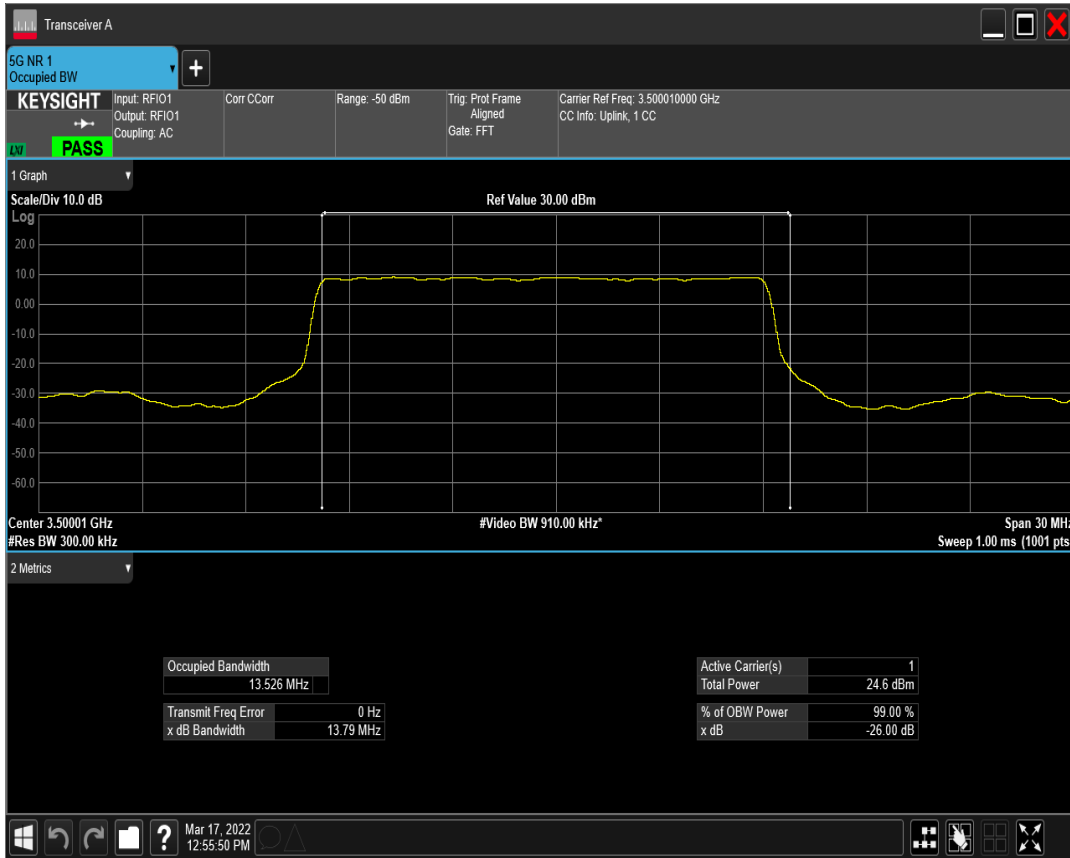 Transceiver A
5G NR 1
Occupied BW
KEYSIGHT
Input: RFIO1
Output: RFIO1
Coupling: AC
Corr CCorr
Range: -50 dBm
Trig: Prot Frame
Aligned
Gate: FFT
Carrier Ref Freq: 3.500010000 GHz
CC Info: Uplink, 1 CC
LXI
PASS
1 Graph
Scale/Div 10.0 dB
Ref Value 30.00 dBm
Log
20.0
10.0
0.00
-10.0
-20.0
-30.0
-40.0
-50.0
-60.0
Center 3.50001 GHz
#Video BW 910.00 kHz*
Span 30 MHz
#Res BW 300.00 kHz
Sweep 1.00 ms (1001 pts
2 Metrics
Occupied Bandwidth
13.526 MHz
Transmit Freq Error 0 Hz
x dB Bandwidth 13.79 MHz
Active Carrier(s) 1
Total Power 24.6 dBm
% of OBW Power 99.00 %
x dB -26.00 dB
?
Mar 17, 2022
12:55:50 PM